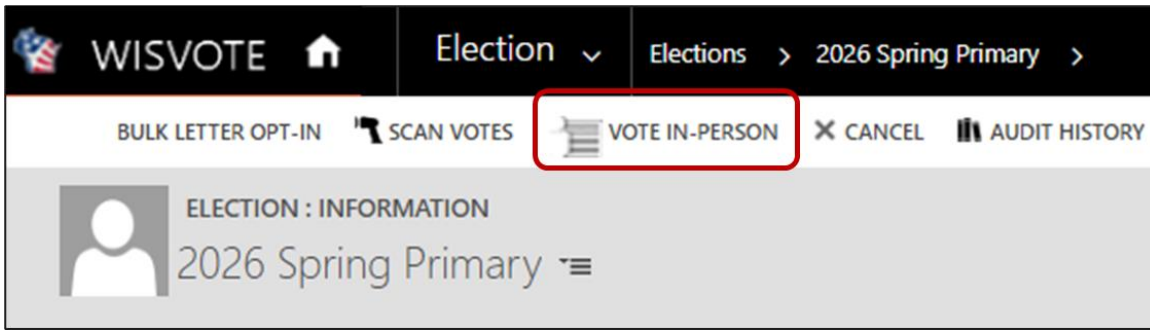 WISVOTE Election Elections > 2026 Spring Primary >
BULK LETTER OPT-IN SCAN VOTES VOTE IN-PERSON CANCEL AUDIT HISTORY
ELECTION : INFORMATION
2026 Spring Primary